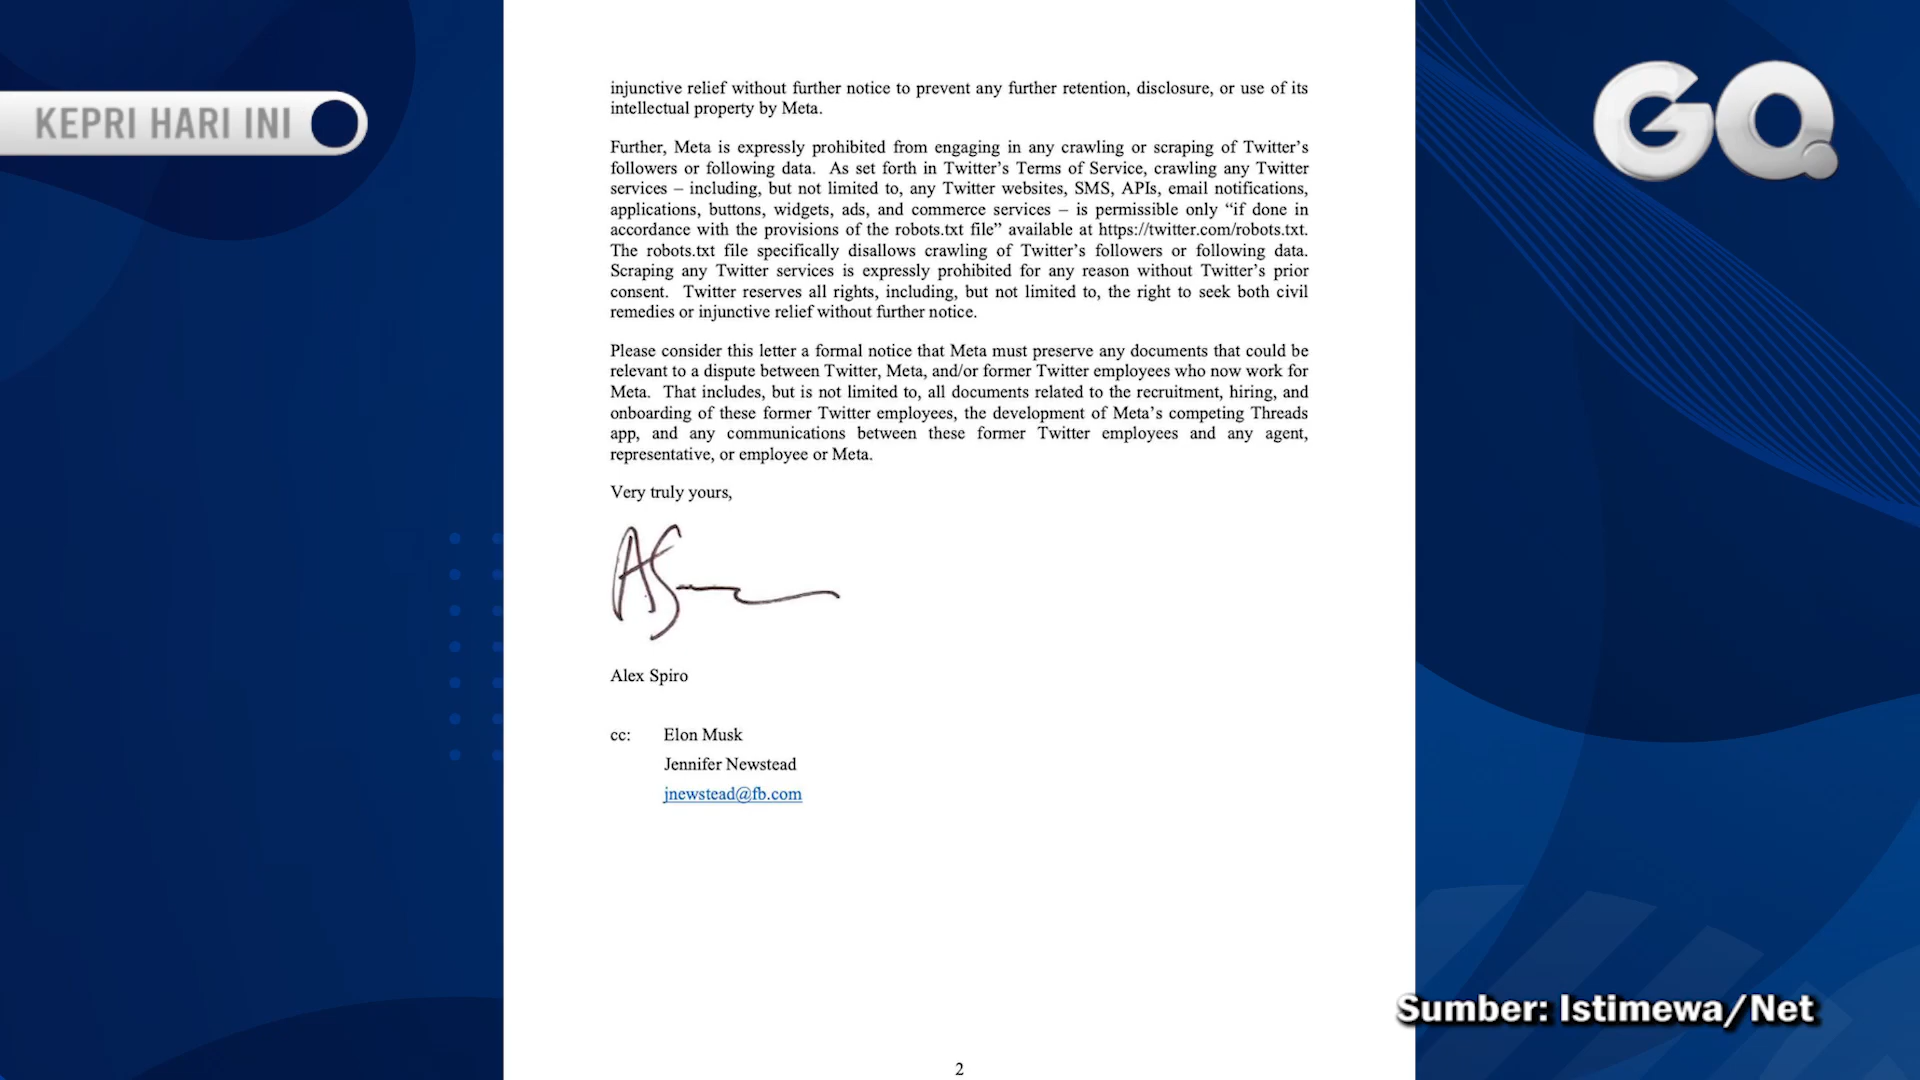 KEPRI HARI INI
GQ
injunctive relief without further notice to prevent any further retention, disclosure, or use of its
intellectual property by Meta.
Further, Meta is expressly prohibited from engaging in any crawling or scraping of Twitter’s
followers or following data. As set forth in Twitter’s Terms of Service, crawling any Twitter
services – including, but not limited to, any Twitter websites, SMS, APIs, email notifications,
applications, buttons, widgets, ads, and commerce services – is permissible only “if done in
accordance with the provisions of the robots.txt file” available at https://twitter.com/robots.txt.
The robots.txt file specifically disallows crawling of Twitter’s followers or following data.
Scraping any Twitter services is expressly prohibited for any reason without Twitter’s prior
consent. Twitter reserves all rights, including, but not limited to, the right to seek both civil
remedies or injunctive relief without further notice.
Please consider this letter a formal notice that Meta must preserve any documents that could be
relevant to a dispute between Twitter, Meta, and/or former Twitter employees who now work for
Meta. That includes, but is not limited to, all documents related to the recruitment, hiring, and
onboarding of these former Twitter employees, the development of Meta’s competing Threads
app, and any communications between these former Twitter employees and any agent,
representative, or employee or Meta.
Very truly yours,
Alex Spiro
cc: Elon Musk
Jennifer Newstead
jnewstead@fb.com
Sumber: Istimewa/Net
2